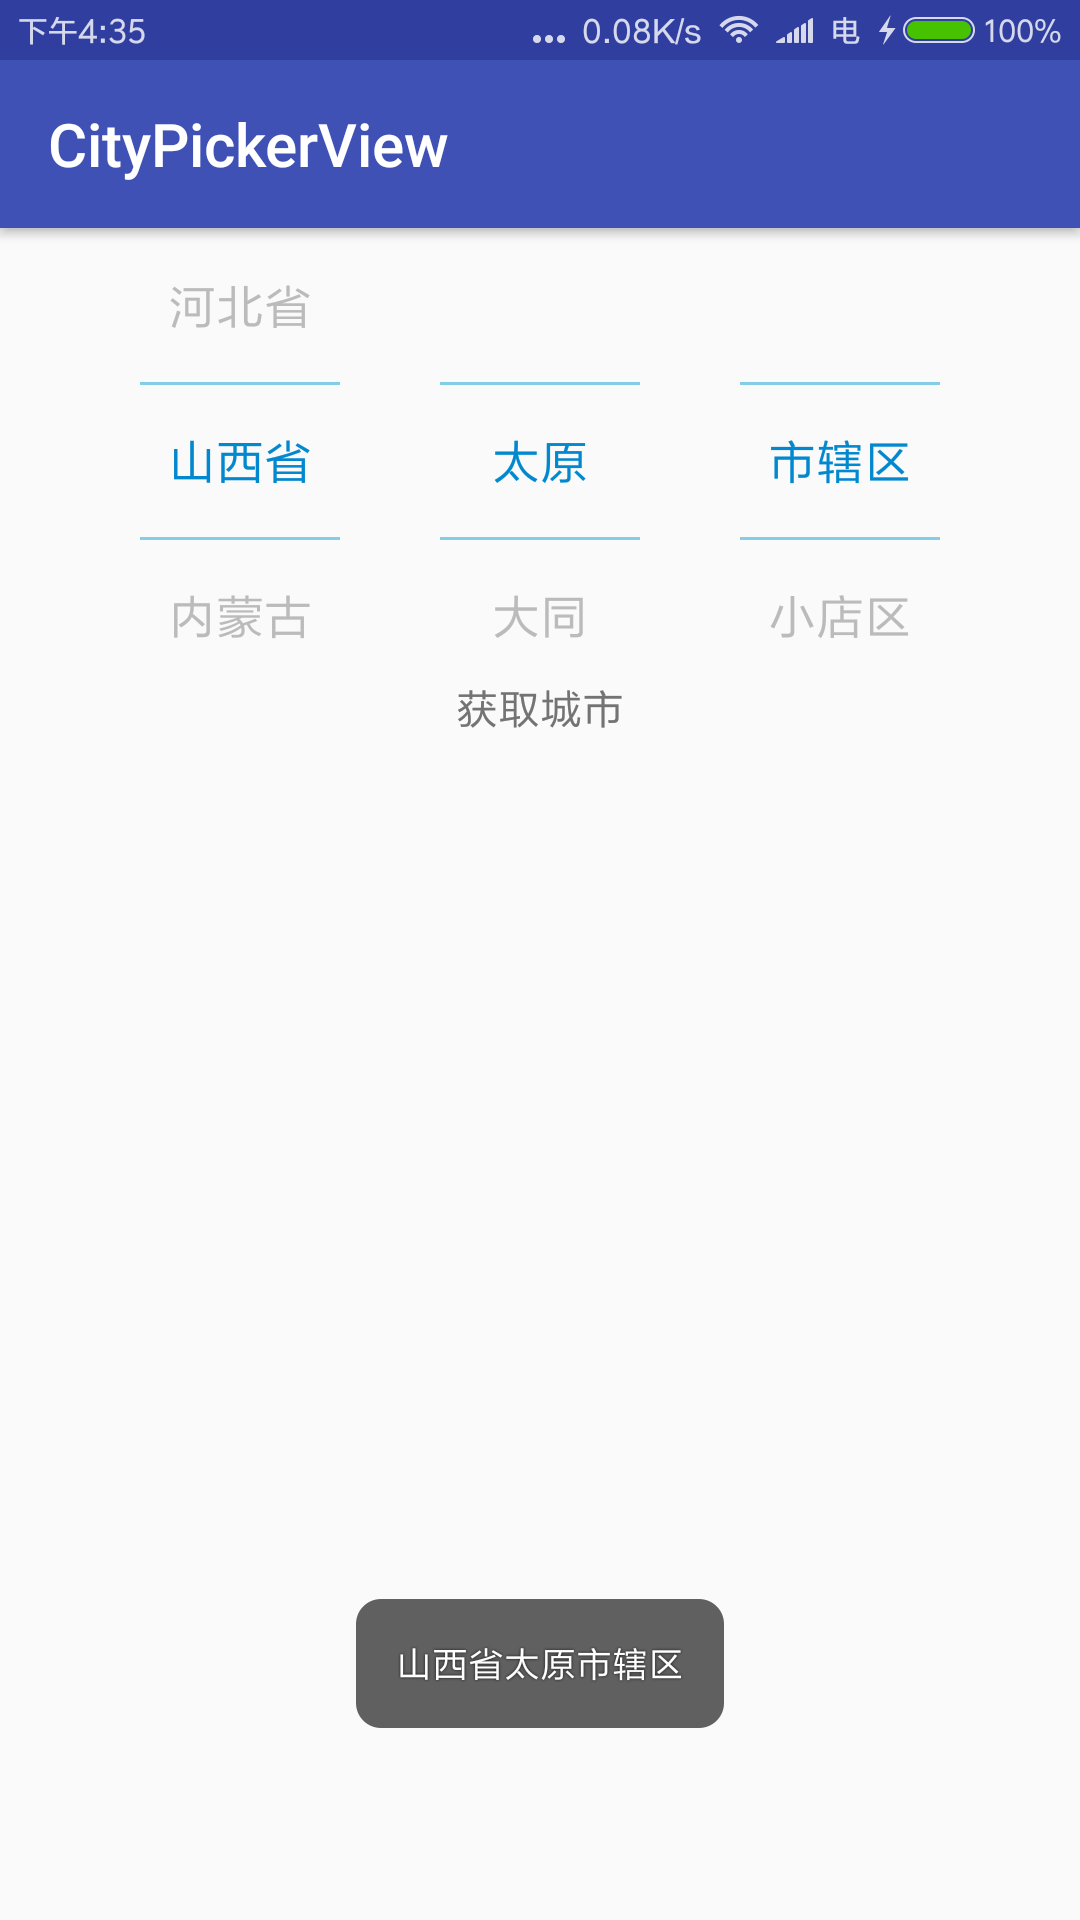 下午4:35 ... 0.08K/s 电 100%
CityPickerView
河北省
山西省 太原 市辖区
内蒙古 大同 小店区
获取城市
山西省太原市辖区